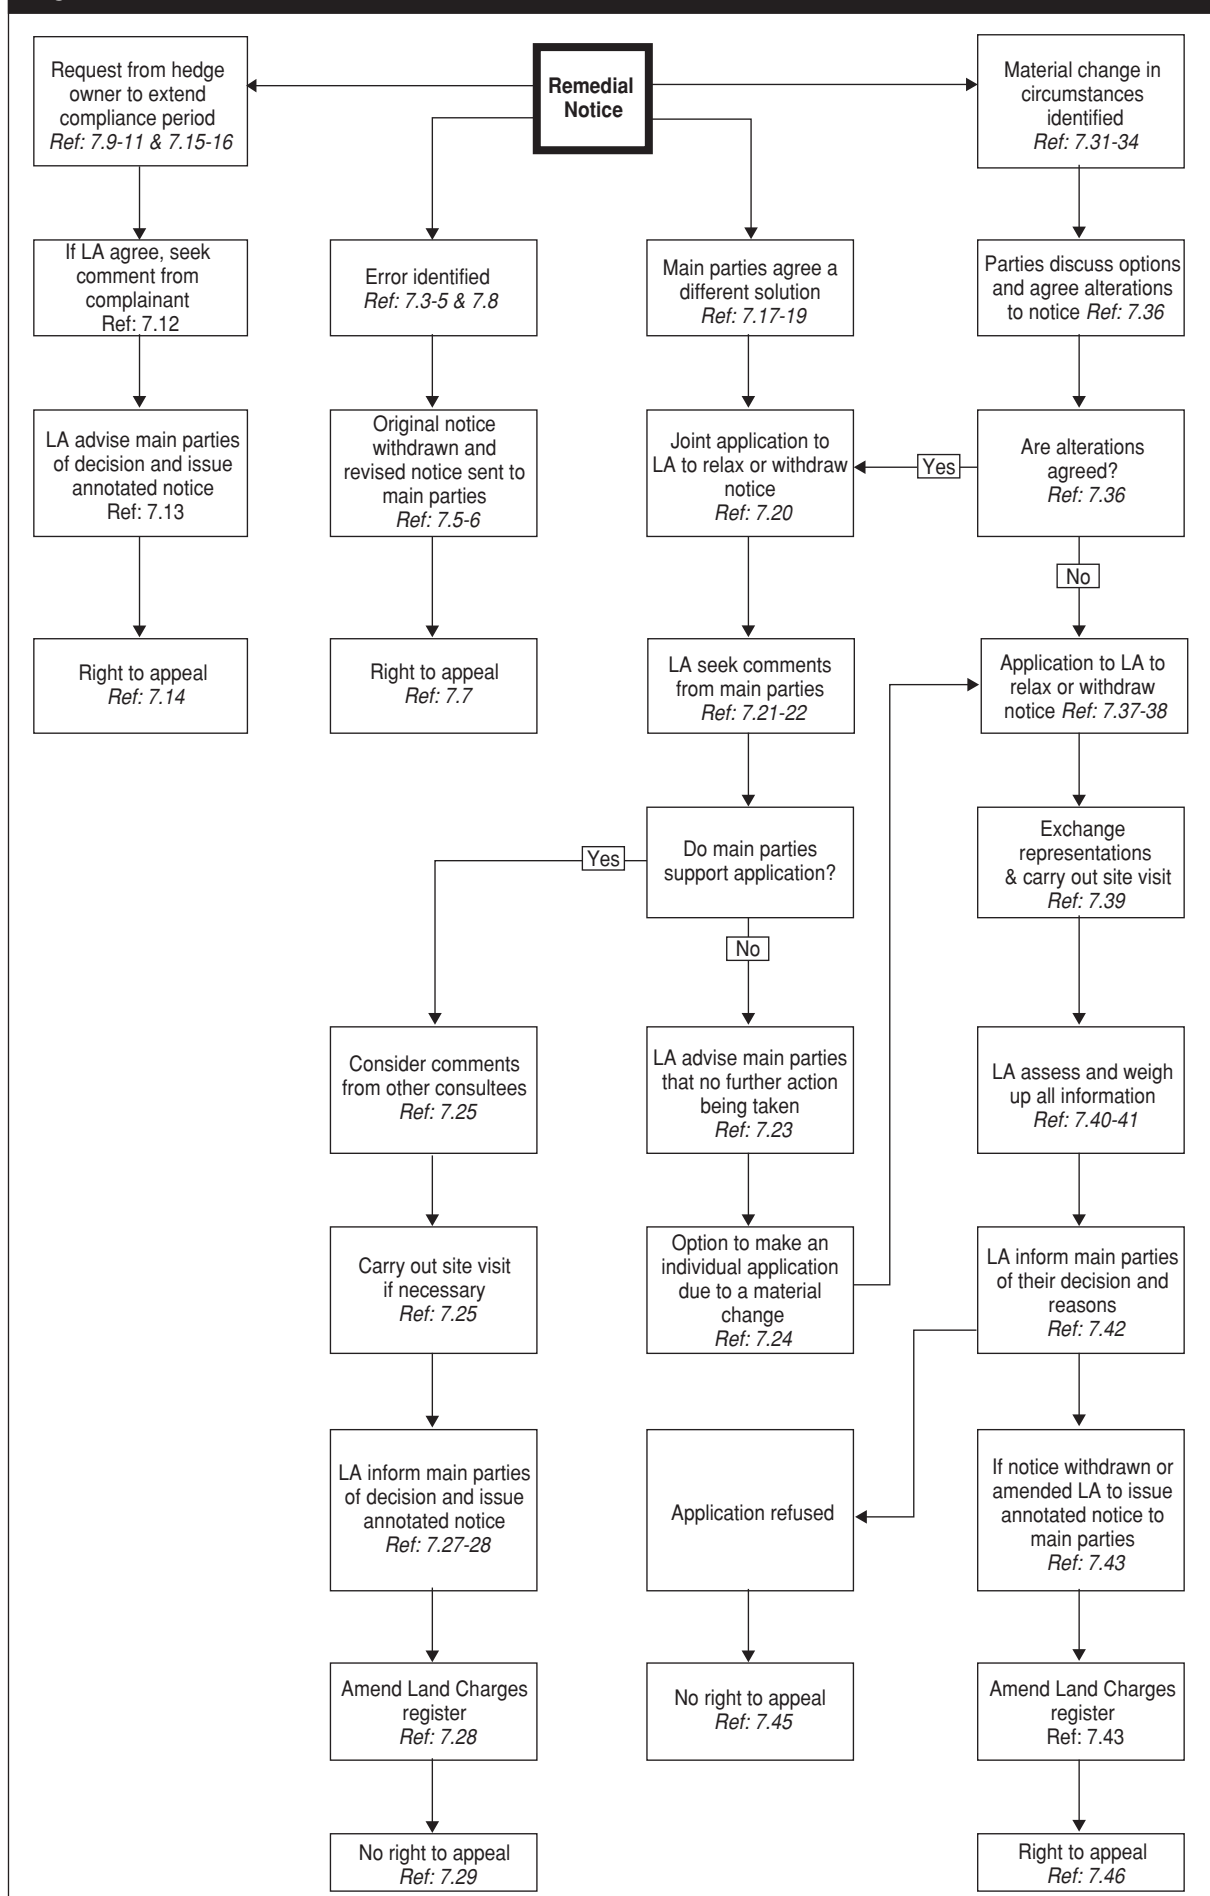 Request from hedge
owner to extend
compliance period
Ref: 7.9-11 & 7.15-16
Remedial
Notice
Material change in
circumstances
identified
Ref: 7.31-34
If LA agree, seek
comment from
complainant
Ref: 7.12
Error identified
Ref: 7.3-5 & 7.8
Main parties agree a
different solution
Ref: 7.17-19
Parties discuss options
and agree alterations
to notice Ref: 7.36
LA advise main parties
of decision and issue
annotated notice
Ref: 7.13
Original notice
withdrawn and
revised notice sent to
main parties
Ref: 7.5-6
Joint application to
LA to relax or withdraw
notice
Ref: 7.20
Yes
Are alterations
agreed?
Ref: 7.36
No
Right to appeal
Ref: 7.14
Right to appeal
Ref: 7.7
LA seek comments
from main parties
Ref: 7.21-22
Application to LA to
relax or withdraw
notice Ref: 7.37-38
Yes
Do main parties
support application?
Exchange
representations
& carry out site visit
Ref: 7.39
No
Consider comments
from other consultees
Ref: 7.25
LA advise main parties
that no further action
being taken
Ref: 7.23
LA assess and weigh
up all information
Ref: 7.40-41
Carry out site visit
if necessary
Ref: 7.25
Option to make an
individual application
due to a material
change
Ref: 7.24
LA inform main parties
of their decision and
reasons
Ref: 7.42
LA inform main parties
of decision and issue
annotated notice
Ref: 7.27-28
Application refused
If notice withdrawn or
amended LA to issue
annotated notice to
main parties
Ref: 7.43
Amend Land Charges
register
Ref: 7.28
No right to appeal
Ref: 7.45
Amend Land Charges
register
Ref: 7.43
No right to appeal
Ref: 7.29
Right to appeal
Ref: 7.46